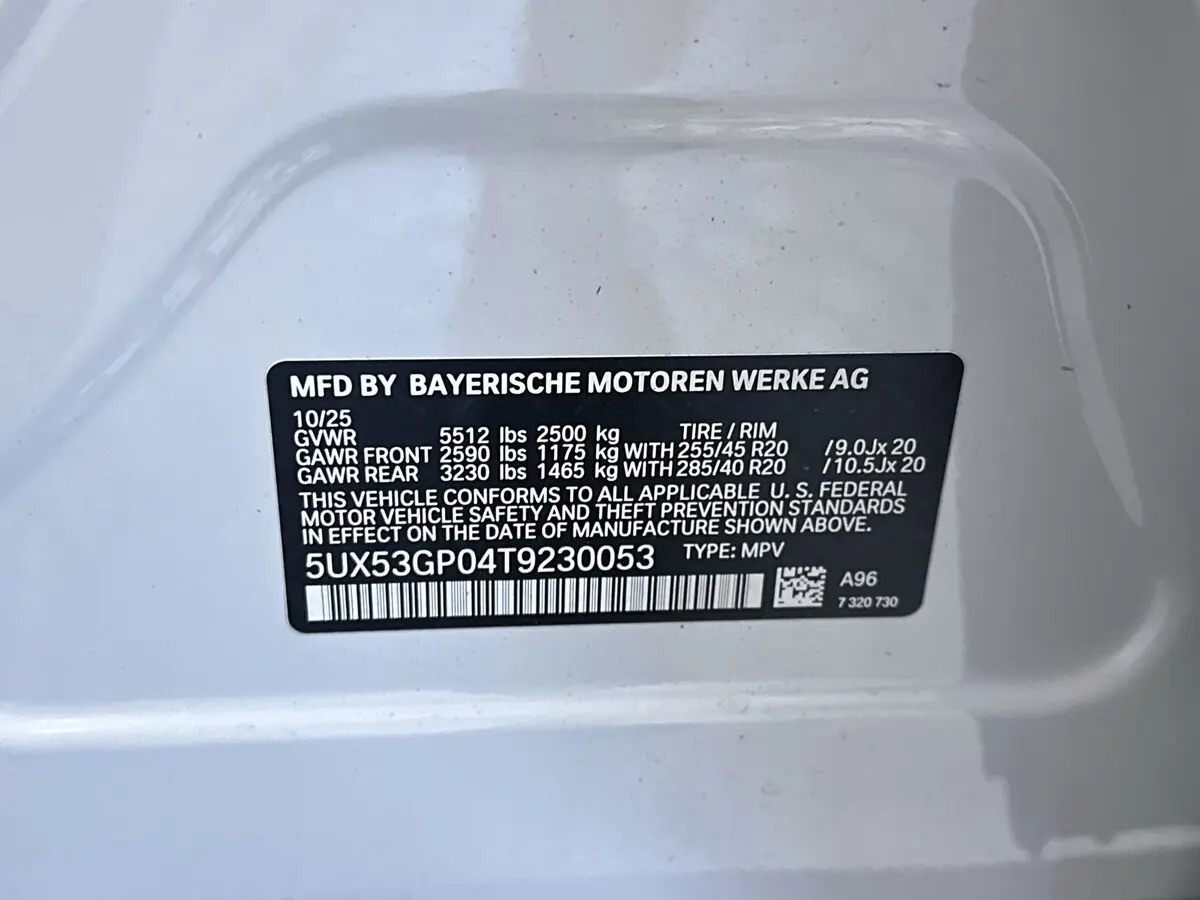 MFD BY BAYERISCHE MOTOREN WERKE AG
10/25
GVWR 5512 lbs 2500 kg TIRE / RIM
GAWR FRONT 2590 lbs 1175 kg WITH 255/45 R20 /9.0Jx 20
GAWR REAR 3230 lbs 1465 kg WITH 285/40 R20 /10.5Jx 20
THIS VEHICLE CONFORMS TO ALL APPLICABLE U. S. FEDERAL
MOTOR VEHICLE SAFETY AND THEFT PREVENTION STANDARDS
IN EFFECT ON THE DATE OF MANUFACTURE SHOWN ABOVE.
5UX53GP04T9230053 TYPE: MPV
A96
7 320 730